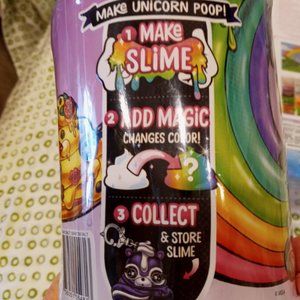 MAKE UNICORN POOP!
1 MAKE
SLIME
2 ADD MAGIC
CHANGES COLOR!
?
3 COLLECT
& STORE
SLIME